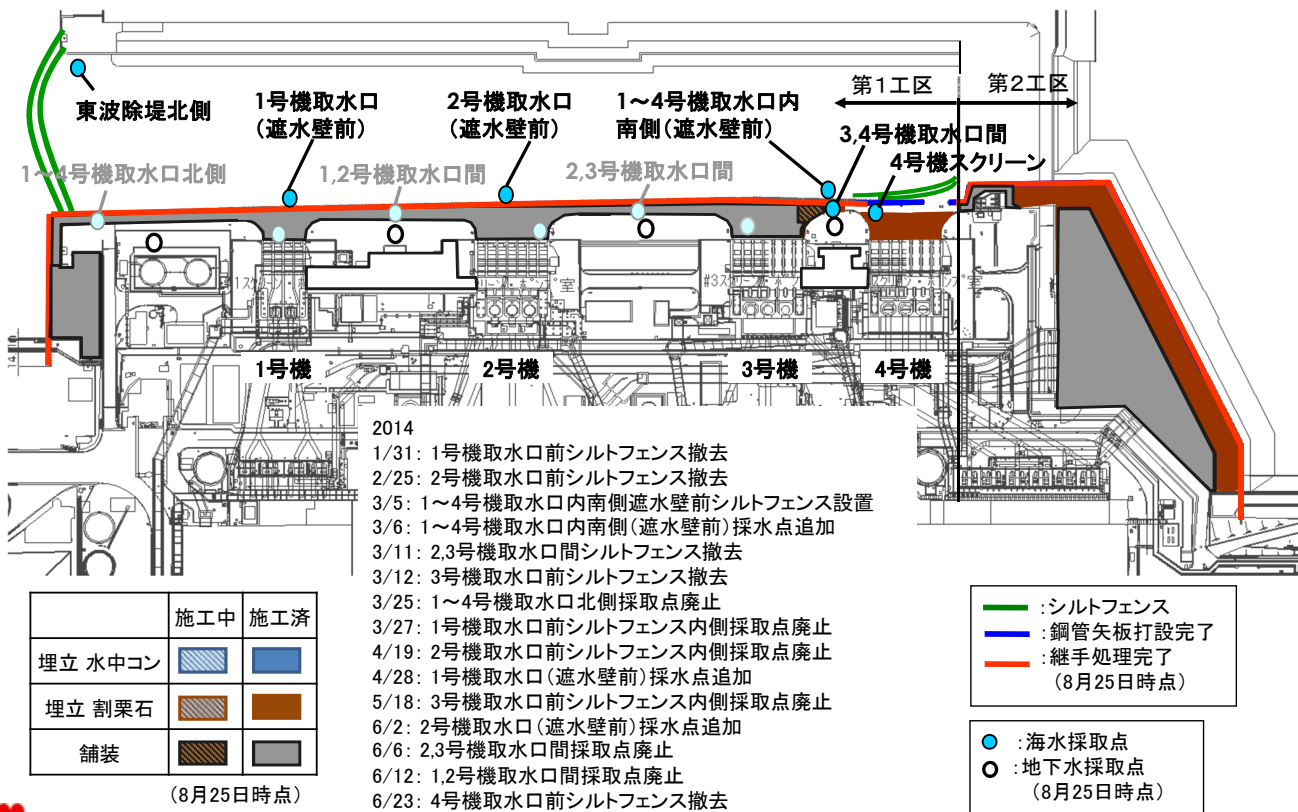 第1工区
第2工区
東波除堤北側
1号機取水口
(遮水壁前)
2号機取水口
(遮水壁前)
1～4号機取水口内
南側(遮水壁前)
3,4号機取水口間
4号機スクリーン
1～4号機取水口北側
1,2号機取水口間
2,3号機取水口間
1号機
2号機
3号機
4号機
2014
1/31: 1号機取水口前シルトフェンス撤去
2/25: 2号機取水口前シルトフェンス撤去
3/5: 1～4号機取水口内南側遮水壁前シルトフェンス設置
3/6: 1～4号機取水口内南側(遮水壁前)採水点追加
3/11: 2,3号機取水口間シルトフェンス撤去
3/12: 3号機取水口前シルトフェンス撤去
3/25: 1～4号機取水口北側採取点廃止
3/27: 1号機取水口前シルトフェンス内側採取点廃止
4/19: 2号機取水口前シルトフェンス内側採取点廃止
4/28: 1号機取水口(遮水壁前)採水点追加
5/18: 3号機取水口前シルトフェンス内側採取点廃止
6/2: 2号機取水口(遮水壁前)採水点追加
6/6: 2,3号機取水口間採取点廃止
6/12: 1,2号機取水口間採取点廃止
6/23: 4号機取水口前シルトフェンス撤去
施工中 施工済
埋立 水中コン
埋立 割栗石
舗装
(8月25日時点)
:シルトフェンス
:鋼管矢板打設完了
:継手処理完了
(8月25日時点)
:海水採取点
:地下水採取点
(8月25日時点)